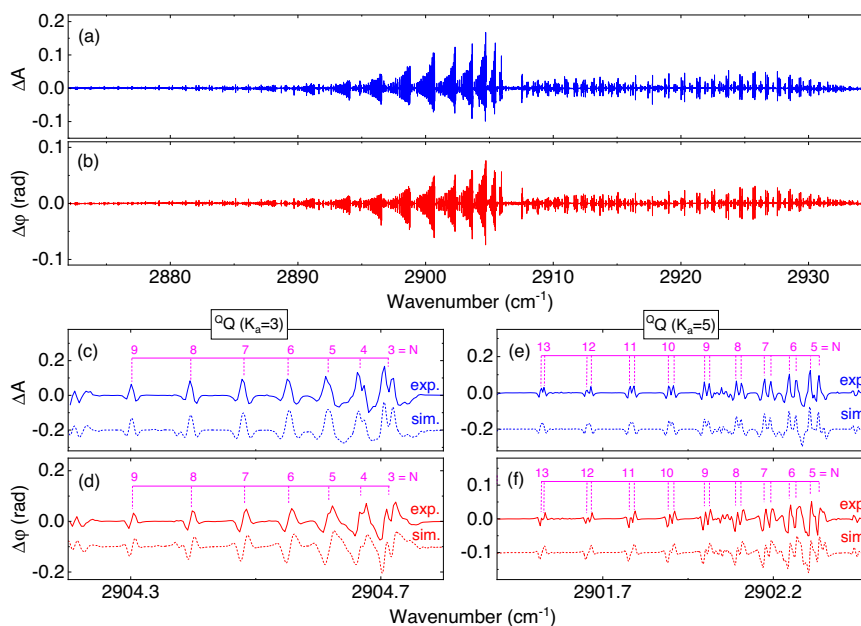 0.2
(a)
0.1
ΔA
0.0
-0.1
0.1
(b)
Δφ (rad)
0.0
-0.1
2880 2890 2900 2910 2920 2930
Wavenumber (cm⁻¹)
ᑫQ (Kₐ=3)
ᑫQ (Kₐ=5)
(c)
9 8 7 6 5 4 3 = N
0.4
0.2
ΔA
0.0
-0.2
exp.
sim.
(e)
13 12 11 10 9 8 7 6 5 = N
0.2
0.0
-0.2
exp.
sim.
(d)
9 8 7 6 5 4 3 = N
0.2
Δφ (rad)
0.0
-0.2
exp.
sim.
(f)
13 12 11 10 9 8 7 6 5 = N
0.1
0.0
-0.1
exp.
sim.
2904.3 2904.7
2901.7 2902.2
Wavenumber (cm⁻¹)